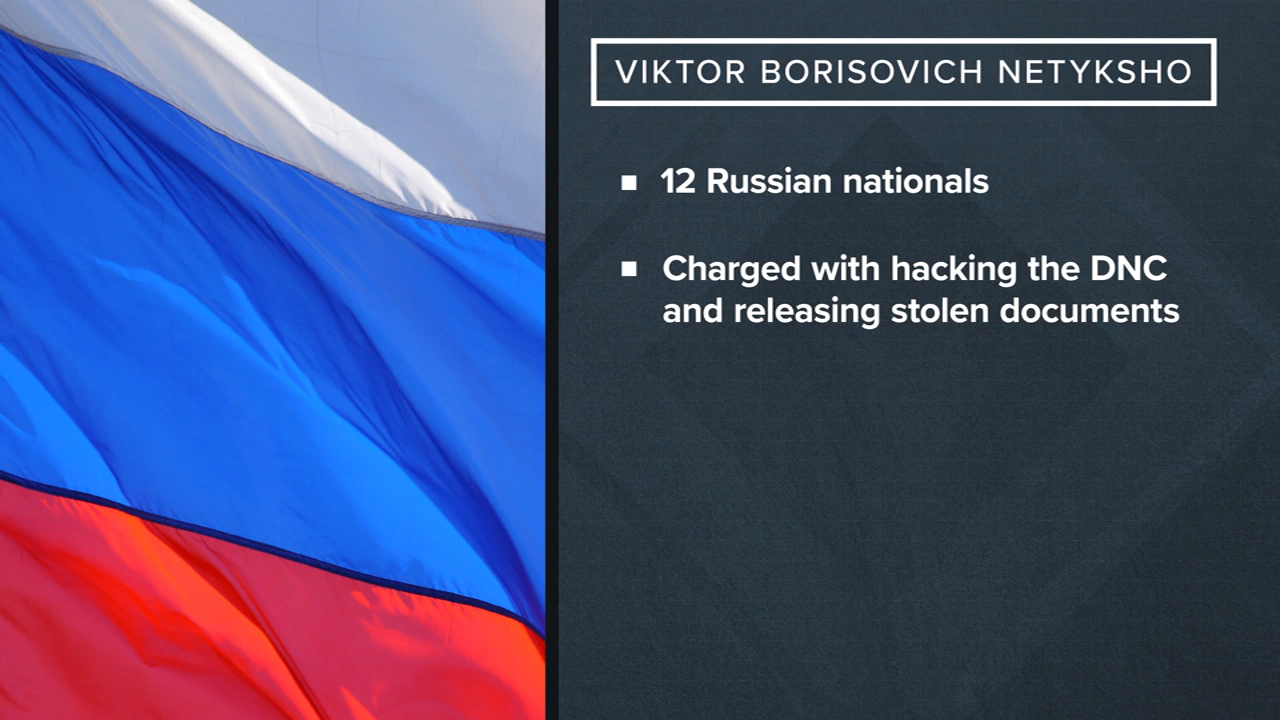 VIKTOR BORISOVICH NETYKSHO
▪ 12 Russian nationals
▪ Charged with hacking the DNC
and releasing stolen documents